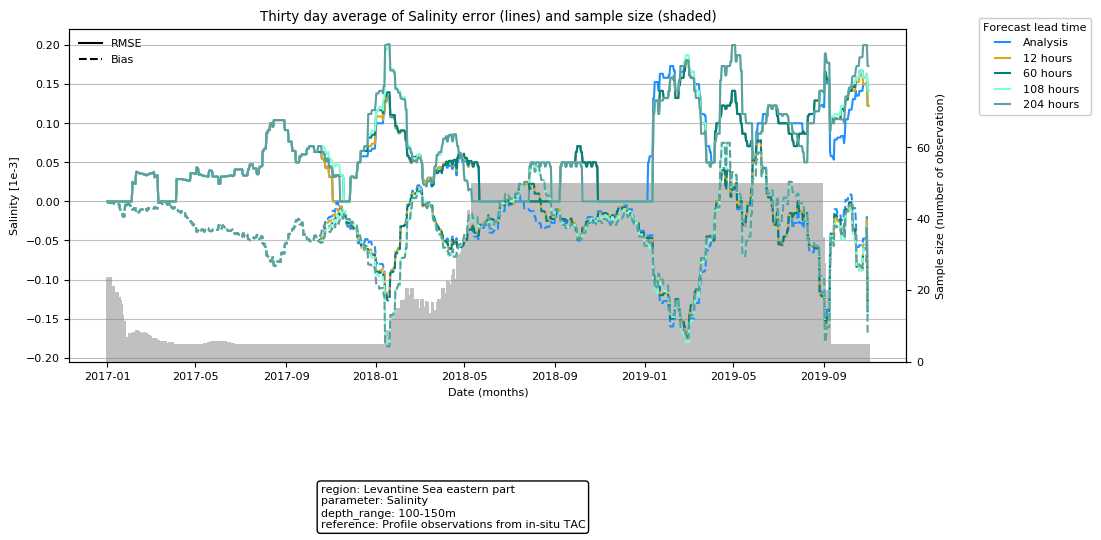 Thirty day average of Salinity error (lines) and sample size (shaded)
Forecast lead time
Analysis
12 hours
60 hours
108 hours
204 hours
RMSE
Bias
0.20
0.15
0.10
0.05
0.00
−0.05
−0.10
−0.15
−0.20
Salinity [1e-3]
60
40
20
0
Sample size (number of observation)
2017-01 2017-05 2017-09 2018-01 2018-05 2018-09 2019-01 2019-05 2019-09
Date (months)
region: Levantine Sea eastern part
parameter: Salinity
depth_range: 100-150m
reference: Profile observations from in-situ TAC